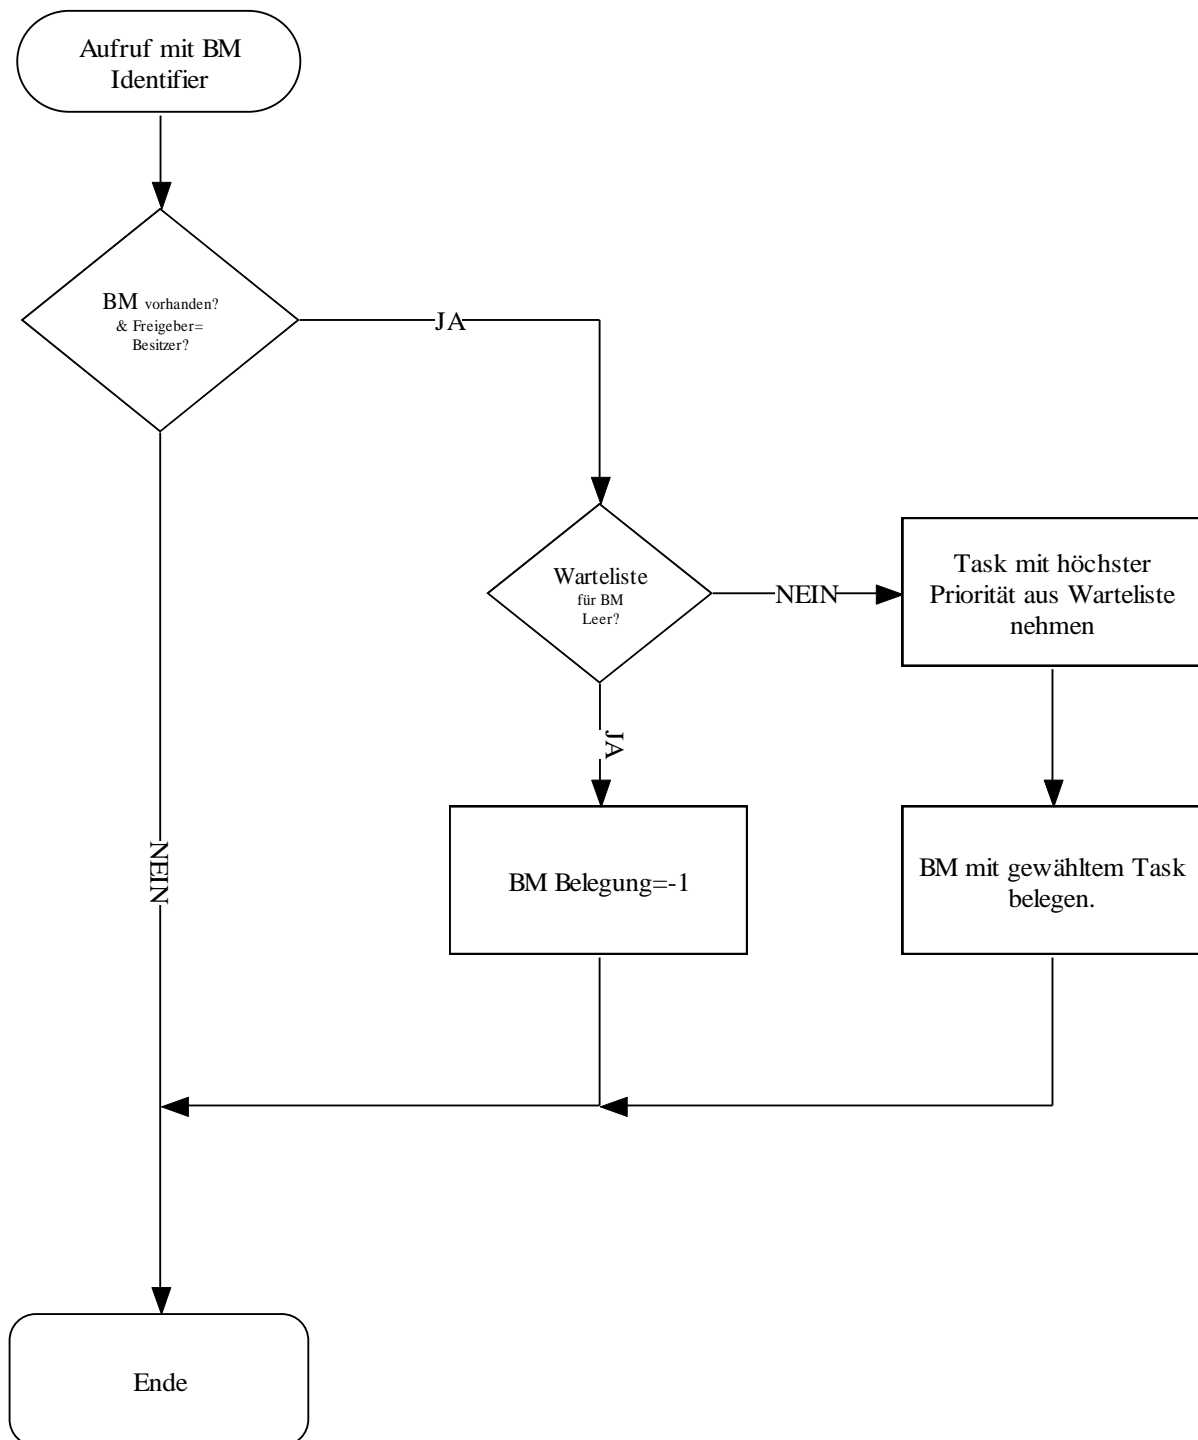 Aufruf mit BM
Identifier
BM vorhanden?
& Freigeber=
Besitzer?
JA
Warteliste
für BM
Leer?
NEIN
Task mit höchster
Priorität aus Warteliste
nehmen
JA
NEIN
BM Belegung=-1
BM mit gewähltem Task
belegen.
Ende